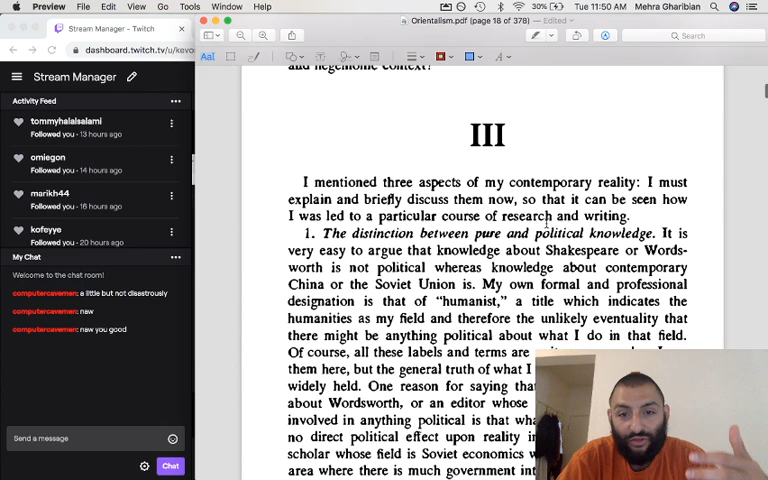 Preview File Edit View Go Tools Window Help
30% Tue 11:50 AM Mehra Gharibian
Stream Manager - Twitch
dashboard.twitch.tv/u/kevo
Stream Manager
Activity Feed
tommyhalalsalami
Followed you · 13 hours ago
omiegon
Followed you · 14 hours ago
marikh44
Followed you · 16 hours ago
kofeyye
Followed you · 20 hours ago
My Chat
Welcome to the chat room!
computercavemen: a little but not disastrously
computercavemen: naw
computercavemen: naw you good
Send a message
Chat
Orientalism.pdf (page 18 of 378) — Edited
Search
and hegemonic context?
III
I mentioned three aspects of my contemporary reality: I must
explain and briefly discuss them now, so that it can be seen how
I was led to a particular course of research and writing.
1. The distinction between pure and political knowledge. It is
very easy to argue that knowledge about Shakespeare or Words-
worth is not political whereas knowledge about contemporary
China or the Soviet Union is. My own formal and professional
designation is that of "humanist," a title which indicates the
humanities as my field and therefore the unlikely eventuality that
there might be anything political about what I do in that field.
Of course, all these labels and terms are
them here, but the general truth of what I
widely held. One reason for saying tha
about Wordsworth, or an editor whose
involved in anything political is that wha
no direct political effect upon reality in
scholar whose field is Soviet economics w
area where there is much government int